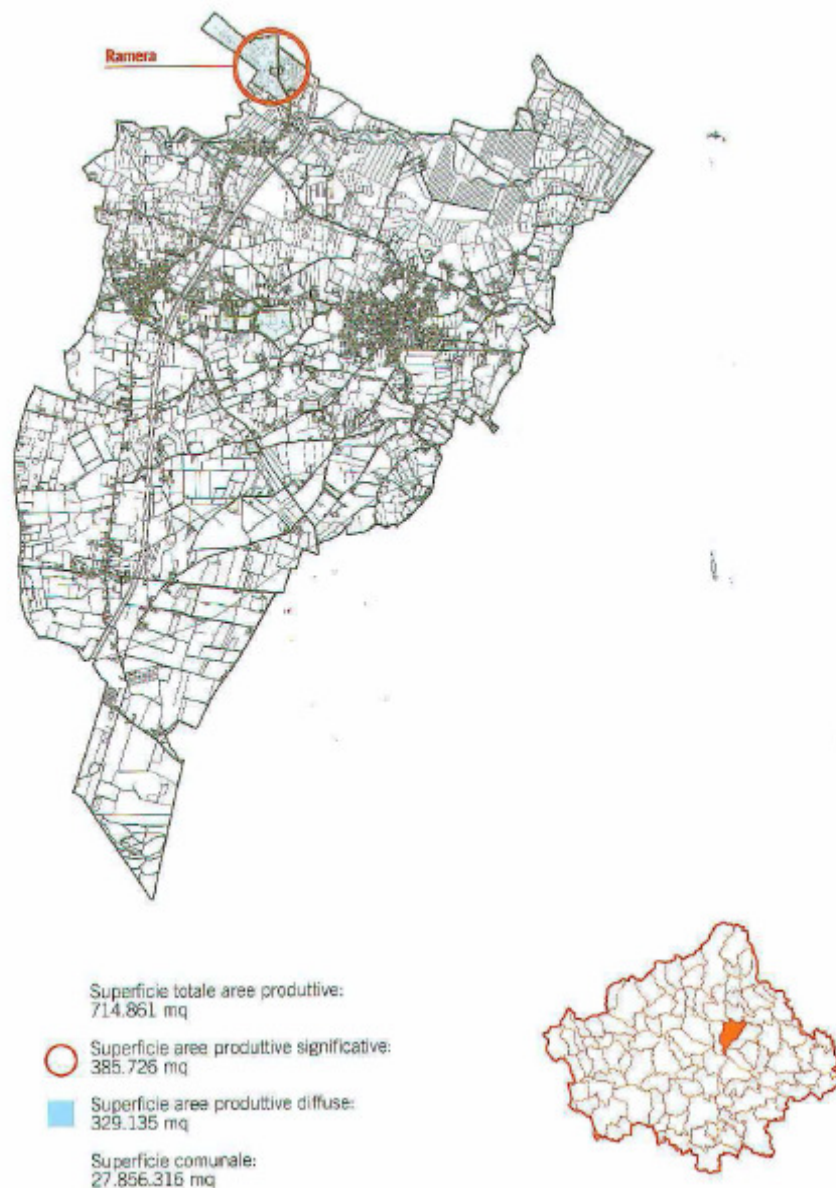 Ramera
Superficie totale aree produttive:
714.861 mq
Superficie aree produttive significative:
385.726 mq
Superficie aree produttive diffuse:
329.135 mq
Superficie comunale:
27.856.316 mq